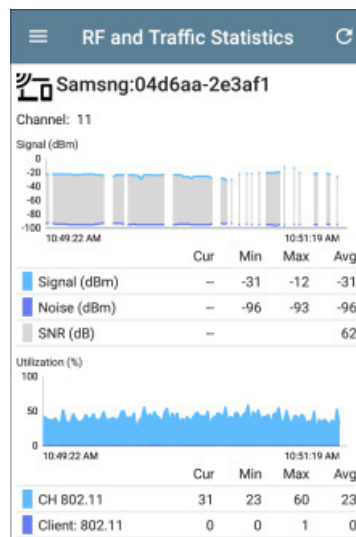 RF and Traffic Statistics
Samsng:04d6aa-2e3af1
Channel: 11
Signal (dBm)
0
-20
-40
-60
-80
-100
10:49:22 AM 10:51:19 AM
Cur Min Max Avg
Signal (dBm) -- -31 -12 -31
Noise (dBm) -- -96 -93 -96
SNR (dB) -- 62
Utilization (%)
100
50
0
10:49:22 AM 10:51:19 AM
Cur Min Max Avg
CH 802.11 31 23 60 23
Client: 802.11 0 0 1 0